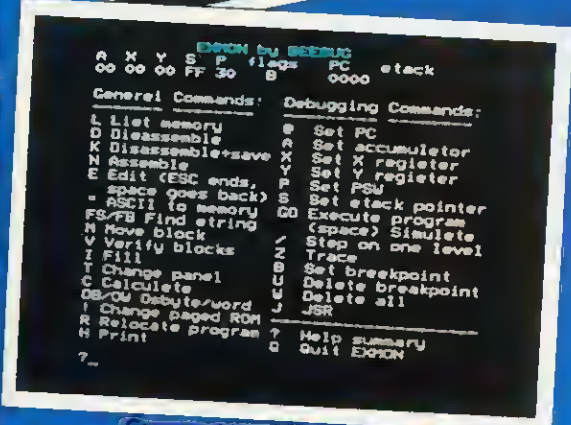 EXMON by BEEBUG
A X Y S P flags PC stack
00 00 00 FF 30 B 0000
General Commands:
L List memory
D Disassemble
K Disassemble+save
N Assemble
E Edit (ESC ends,
space goes back)
" ASCII to memory
FS/FB Find string
M Move block
V Verify blocks
I Fill
T Change panel
C Calculate
OB/OW Osbyte/word
Change paged ROM
R Relocate program
H Print
Debugging Commands:
@ Set PC
A Set accumulator
X Set X register
Y Set Y register
P Set PSW
S Set stack pointer
GO Execute program
(space) Simulate
/ Step on one level
Z Trace
B Set breakpoint
U Delete breakpoint
W Delete all
J JSR
? Help summary
Q Quit EXMON
?_